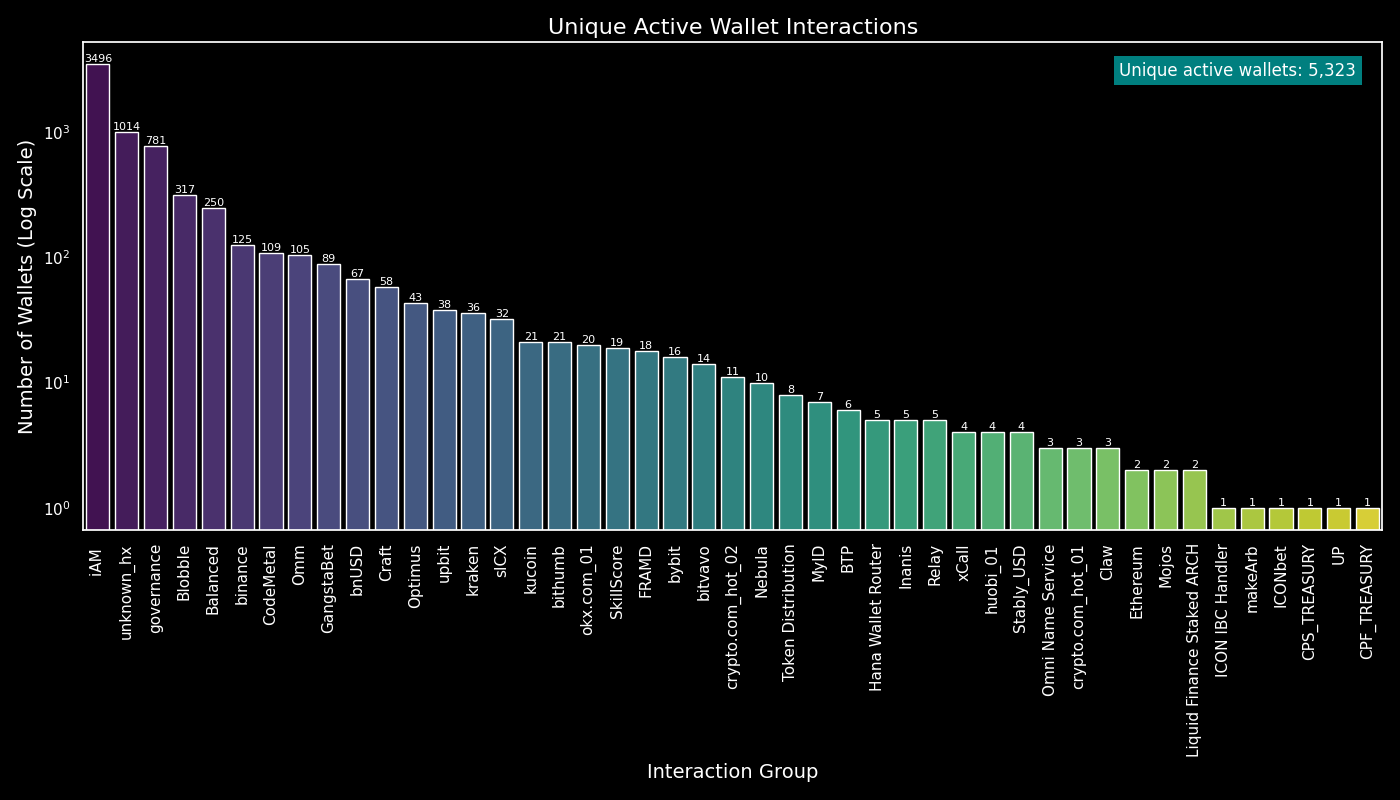 Unique Active Wallet Interactions
Unique active wallets: 5,323
Number of Wallets (Log Scale)
10³
10²
10¹
10⁰
3496
1014
781
317
250
125
109
105
89
67
58
43
38
36
32
21
21
20
19
18
16
14
11
10
8
7
6
5
5
5
4
4
4
3
3
3
2
2
2
1
1
1
1
1
1
iAM
unknown_hx
governance
Blobble
Balanced
binance
CodeMetal
Omm
GangstaBet
bnUSD
Craft
Optimus
upbit
kraken
sICX
kucoin
bithumb
okx.com_01
SkillScore
FRAMD
bybit
bitvavo
crypto.com_hot_02
Nebula
Token Distribution
MyID
BTP
Hana Wallet Router
Inanis
Relay
xCall
huobi_01
Stably_USD
Omni Name Service
crypto.com_hot_01
Claw
Ethereum
Mojos
Liquid Finance Staked ARCH
ICON IBC Handler
makeArb
ICONbet
CPS_TREASURY
UP
CPF_TREASURY
Interaction Group